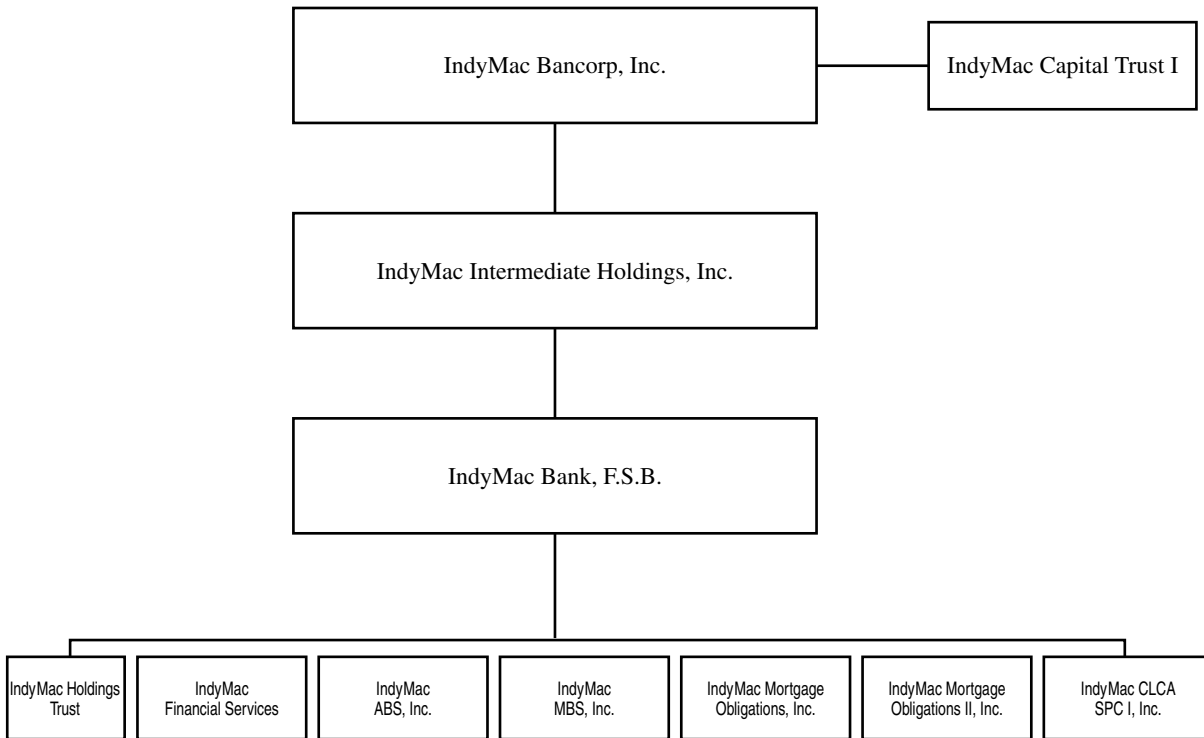 IndyMac Bancorp, Inc.
IndyMac Capital Trust I
IndyMac Intermediate Holdings, Inc.
IndyMac Bank, F.S.B.
IndyMac Holdings
Trust
IndyMac
Financial Services
IndyMac
ABS, Inc.
IndyMac
MBS, Inc.
IndyMac Mortgage
Obligations, Inc.
IndyMac Mortgage
Obligations II, Inc.
IndyMac CLCA
SPC I, Inc.